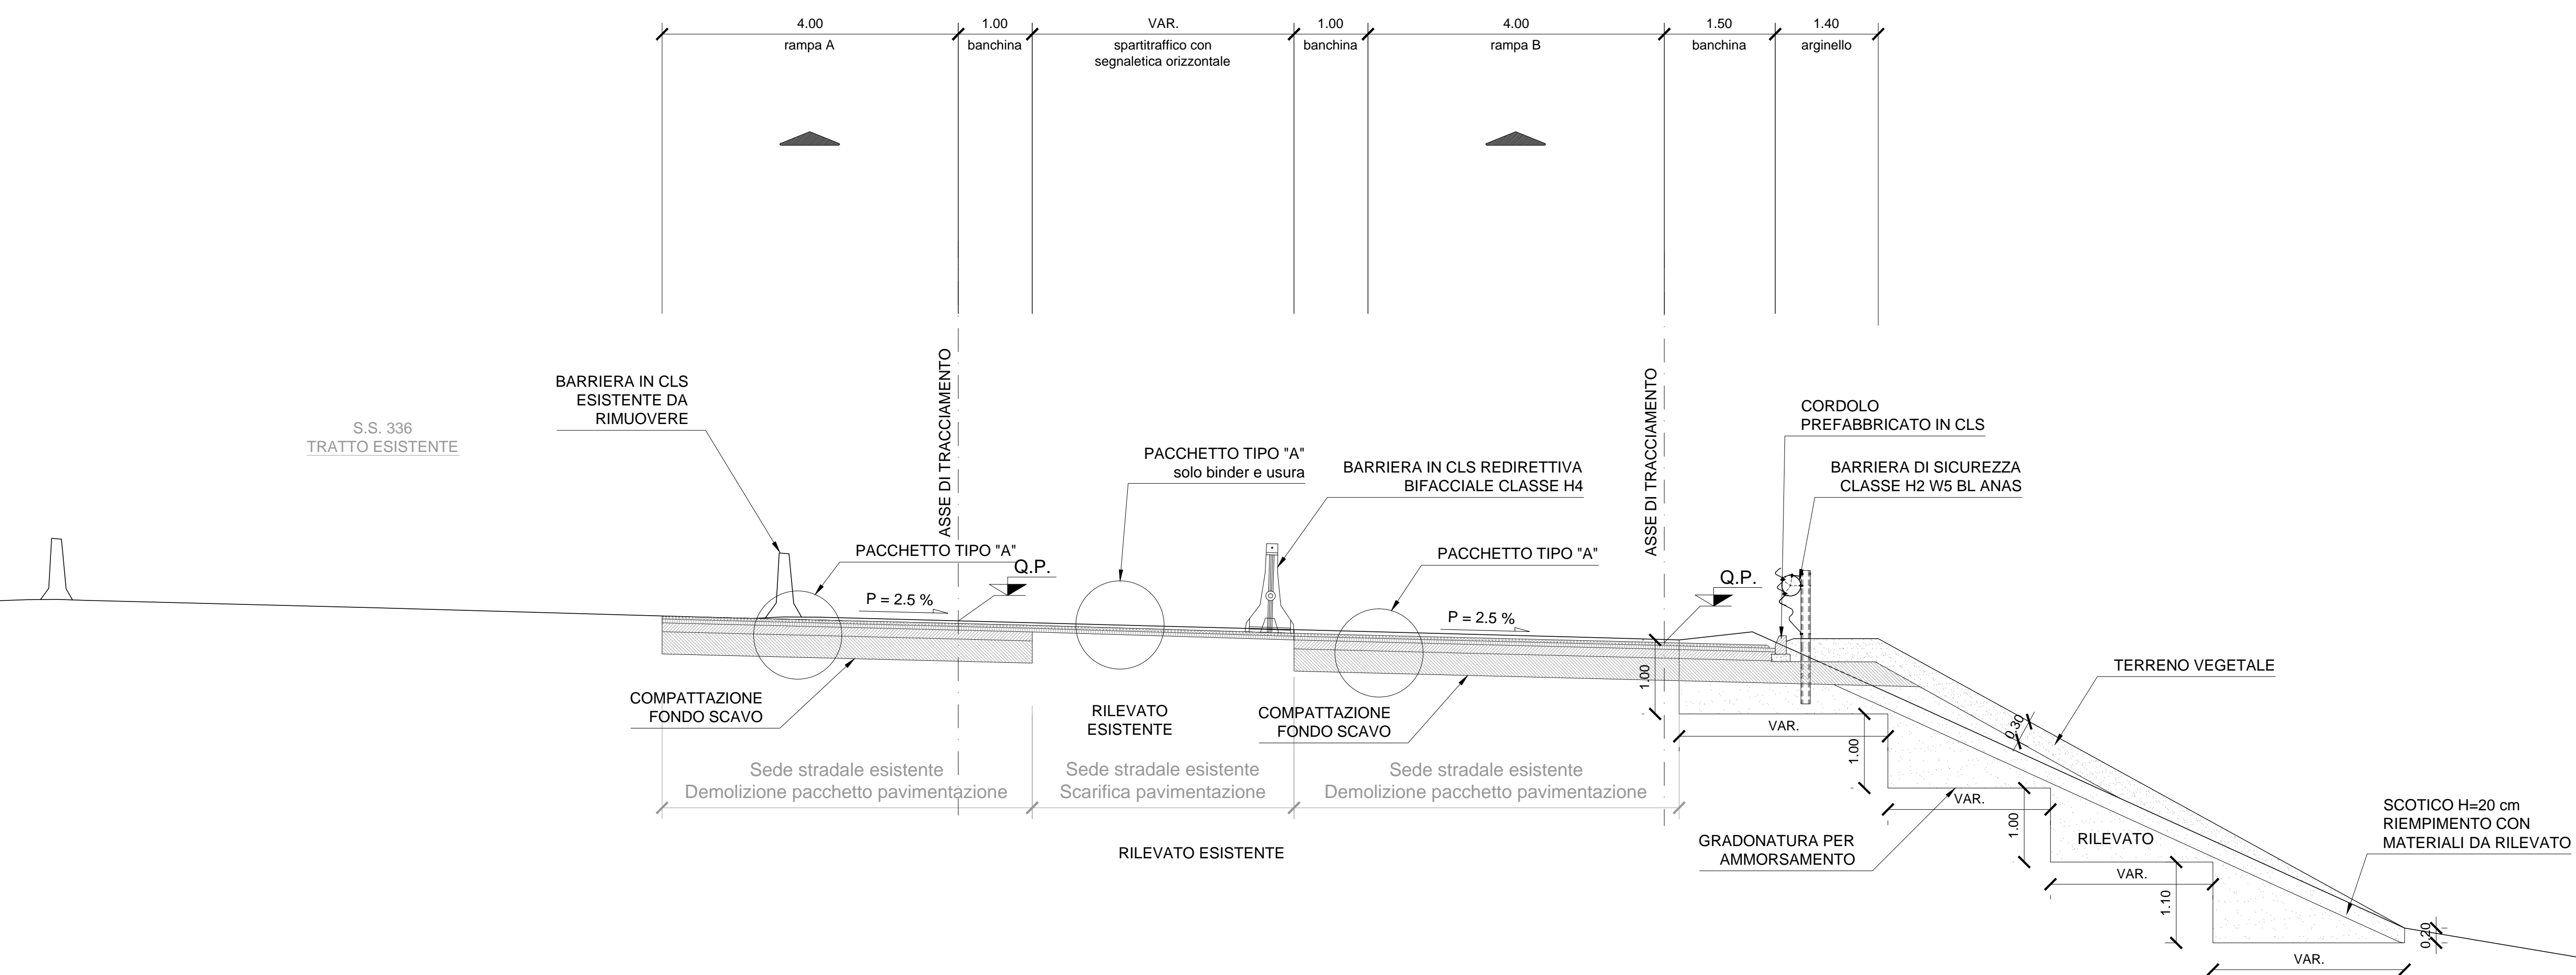 4.00
1.00
VAR.
1.00
4.00
1.50
1.40
rampa A
banchina
spartitraffico con
segnaletica orizzontale
banchina
rampa B
banchina
arginello
S.S. 336
TRATTO ESISTENTE
BARRIERA IN CLS
ESISTENTE DA
RIMUOVERE
ASSE DI TRACCIAMENTO
PACCHETTO TIPO "A"
solo binder e usura
BARRIERA IN CLS REDIRETTIVA
BIFACCIALE CLASSE H4
ASSE DI TRACCIAMENTO
CORDOLO
PREFABBRICATO IN CLS
BARRIERA DI SICUREZZA
CLASSE H2 W5 BL ANAS
PACCHETTO TIPO "A"
Q.P.
P = 2.5 %
PACCHETTO TIPO "A"
Q.P.
P = 2.5 %
TERRENO VEGETALE
COMPATTAZIONE
FONDO SCAVO
RILEVATO
ESISTENTE
COMPATTAZIONE
FONDO SCAVO
1.00
VAR.
1.00
0.30
Sede stradale esistente
Demolizione pacchetto pavimentazione
Sede stradale esistente
Scarifica pavimentazione
Sede stradale esistente
Demolizione pacchetto pavimentazione
VAR.
1.00
RILEVATO ESISTENTE
GRADONATURA PER
AMMORSAMENTO
RILEVATO
SCOTICO H=20 cm
RIEMPIMENTO CON
MATERIALI DA RILEVATO
VAR.
1.10
0.20
VAR.